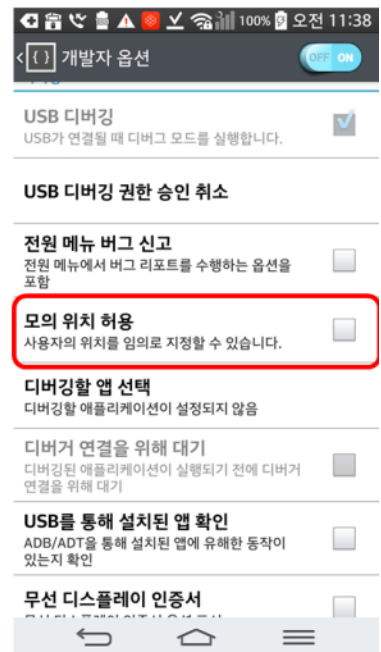 100% 오전 11:38
개발자 옵션
OFF ON
USB 디버깅
USB가 연결될 때 디버그 모드를 실행합니다.
USB 디버깅 권한 승인 취소
전원 메뉴 버그 신고
전원 메뉴에서 버그 리포트를 수행하는 옵션을
포함
모의 위치 허용
사용자의 위치를 임의로 지정할 수 있습니다.
디버깅할 앱 선택
디버깅할 애플리케이션이 설정되지 않음
디버거 연결을 위해 대기
디버깅된 애플리케이션이 실행되기 전에 디버거
연결을 위해 대기
USB를 통해 설치된 앱 확인
ADB/ADT을 통해 설치된 앱에 유해한 동작이
있는지 확인
무선 디스플레이 인증서